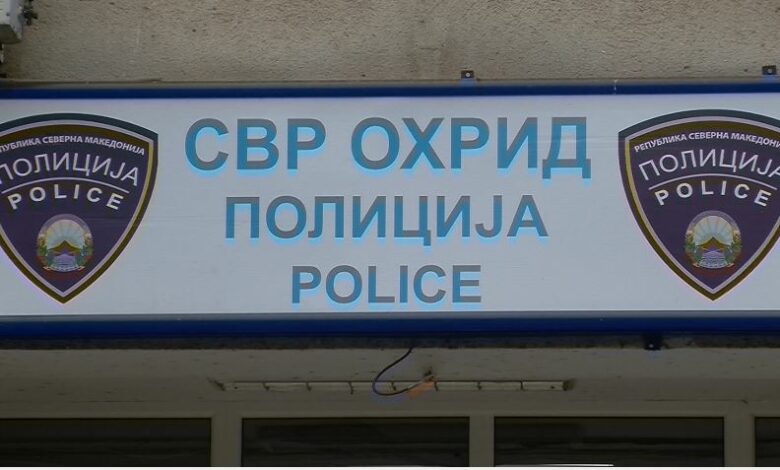 РЕПУБЛИКА СЕВЕРНА МАКЕДОНИЈА
ПОЛИЦИЈА
POLICE
СВР ОХРИД
ПОЛИЦИЈА
POLICE
РЕПУБЛИКА СЕВЕРНА МАКЕДОНИЈА
ПОЛИЦИЈА
POLICE